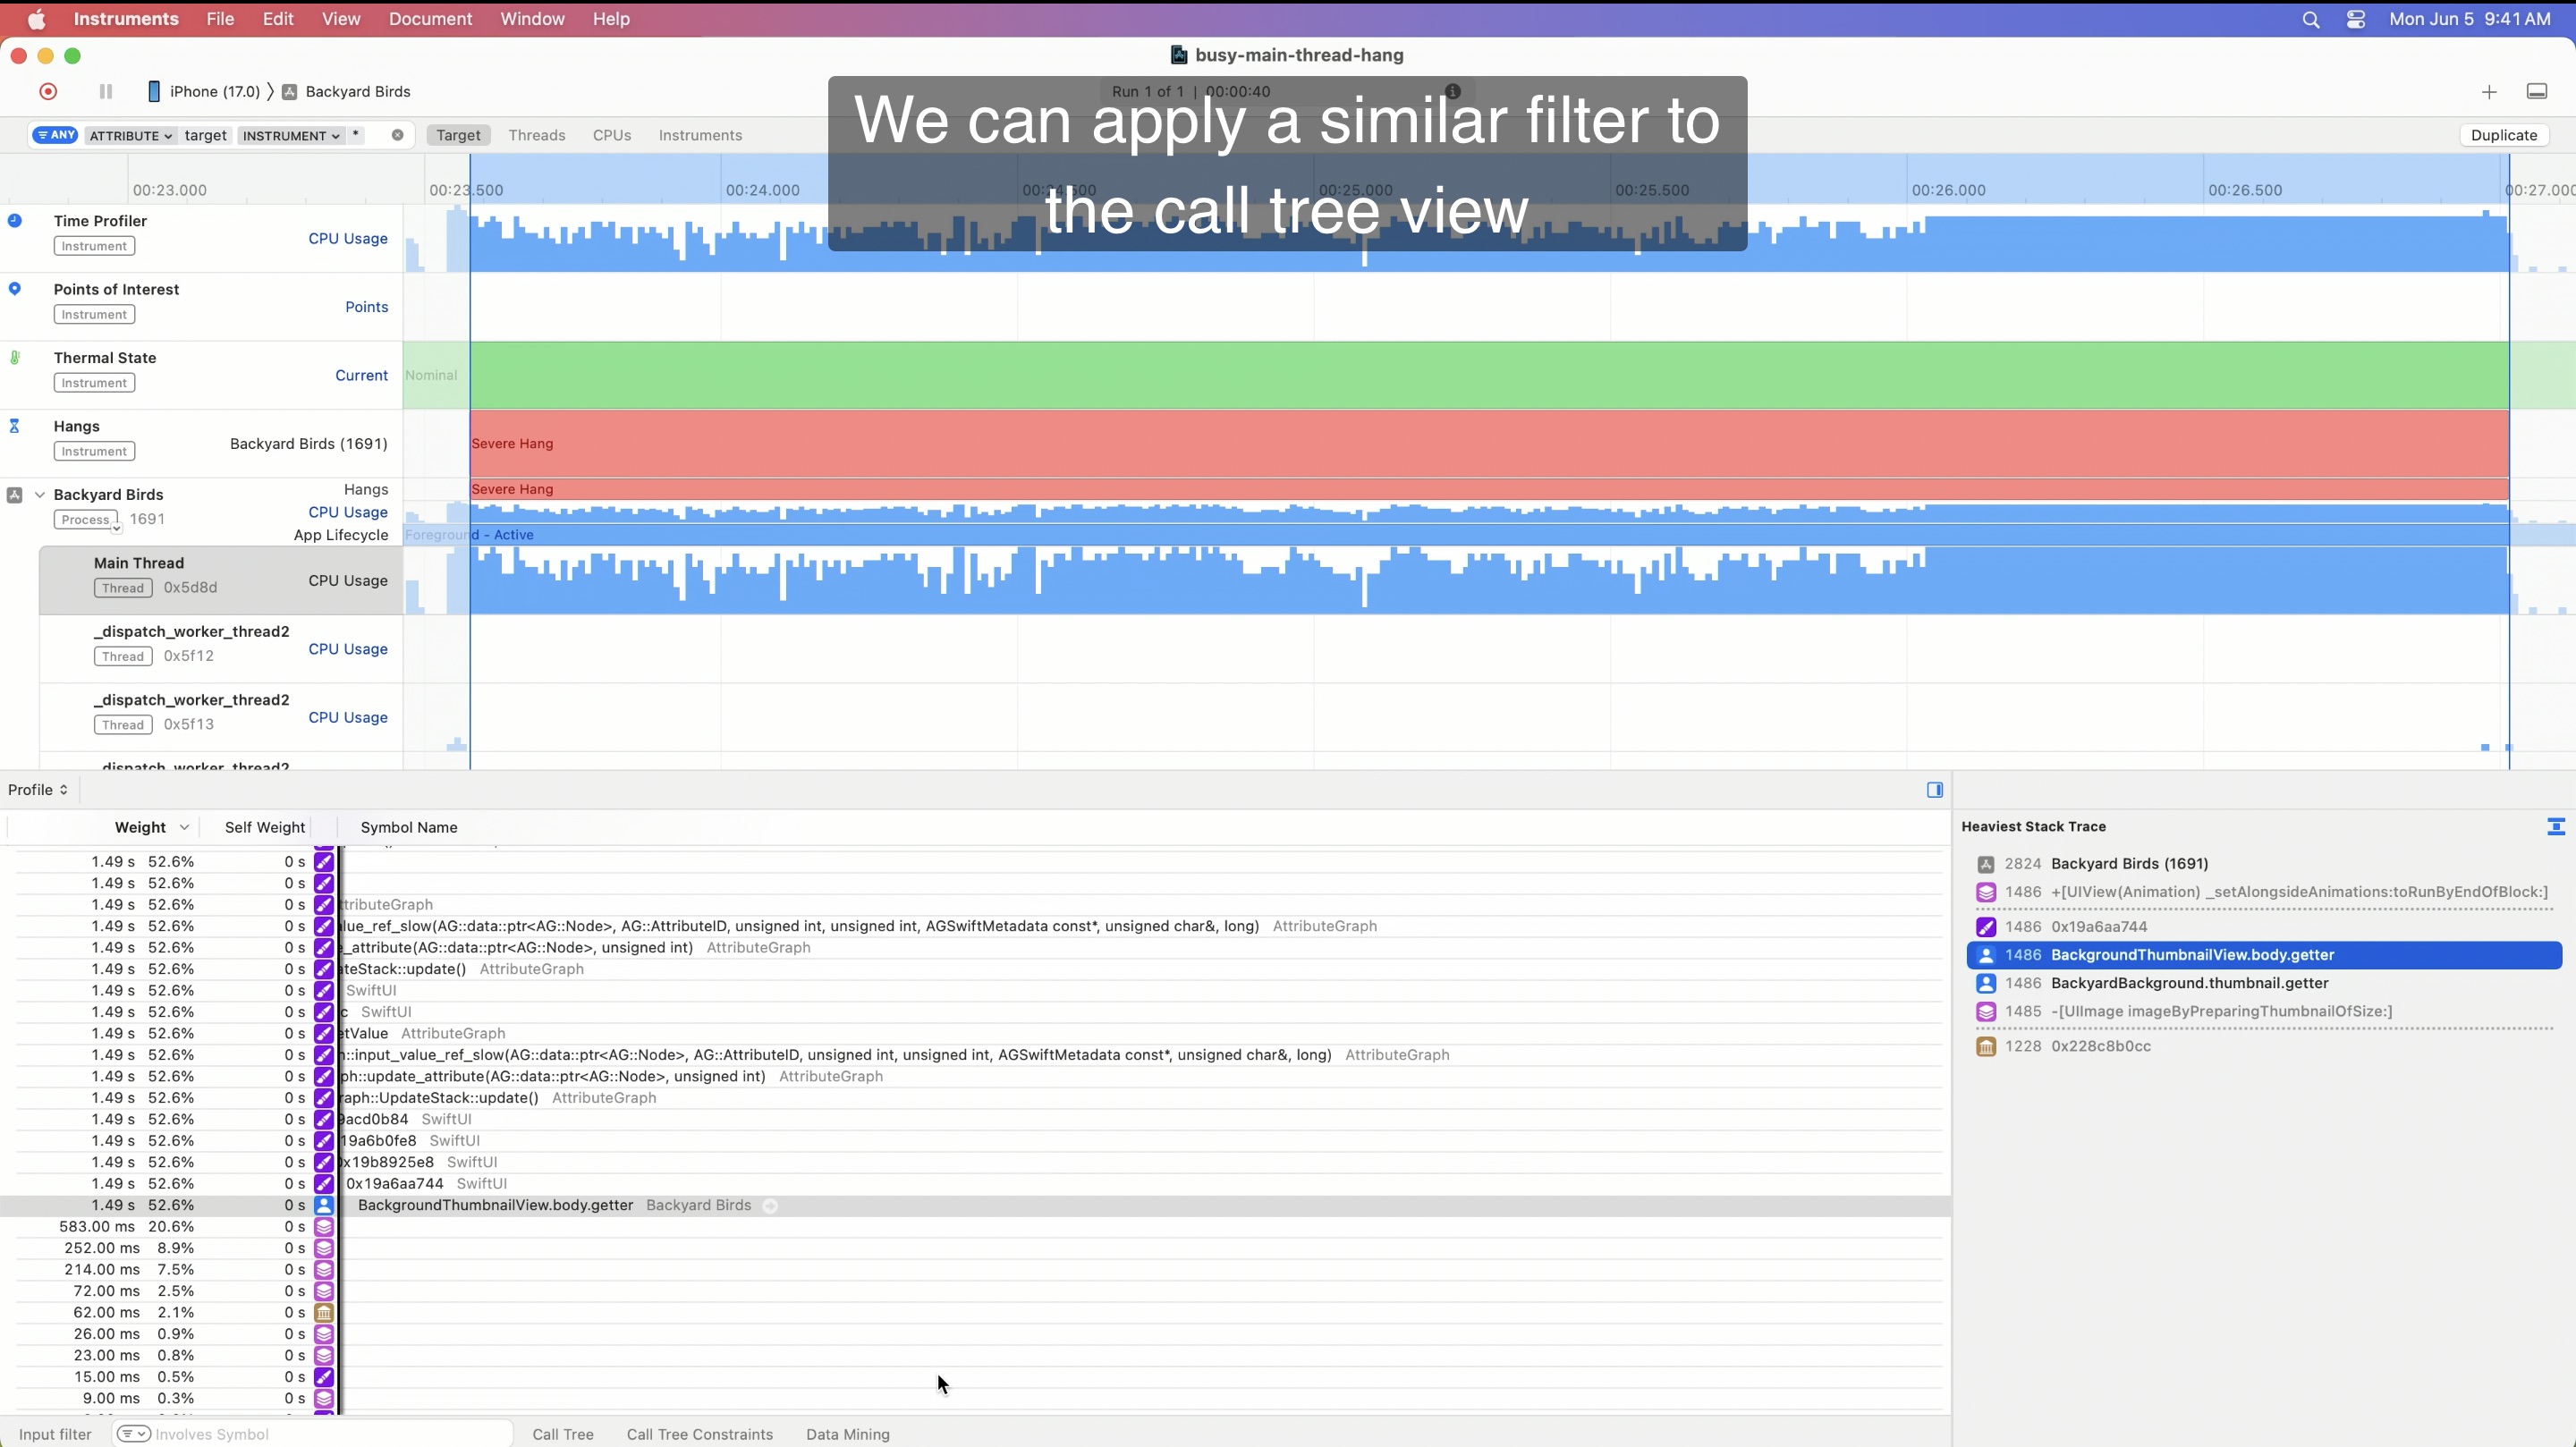 Instruments File Edit View Document Window Help Mon Jun 5 9:41 AM
busy-main-thread-hang
iPhone (17.0) Backyard Birds Run 1 of 1 | 00:00:40
We can apply a similar filter to
the call tree view
ANY ATTRIBUTE target INSTRUMENT * Target Threads CPUs Instruments Duplicate
00:23.000 00:23.500 00:24.000 00:24.500 00:25.000 00:25.500 00:26.000 00:26.500 00:27.000
Time Profiler
Instrument CPU Usage
Points of Interest
Instrument Points
Thermal State
Instrument Current Nominal
Hangs
Instrument Backyard Birds (1691) Severe Hang
Backyard Birds Hangs Severe Hang
Process 1691 CPU Usage
App Lifecycle Foreground - Active
Main Thread
Thread 0x5d8d CPU Usage
_dispatch_worker_thread2
Thread 0x5f12 CPU Usage
_dispatch_worker_thread2
Thread 0x5f13 CPU Usage
_dispatch_worker_thread2
Profile
Weight Self Weight Symbol Name
1.49 s 52.6% 0 s
1.49 s 52.6% 0 s
1.49 s 52.6% 0 s ttributeGraph
1.49 s 52.6% 0 s alue_ref_slow(AG::data::ptr<AG::Node>, AG::AttributeID, unsigned int, unsigned int, AGSwiftMetadata const*, unsigned char&, long) AttributeGraph
1.49 s 52.6% 0 s e_attribute(AG::data::ptr<AG::Node>, unsigned int) AttributeGraph
1.49 s 52.6% 0 s ateStack::update() AttributeGraph
1.49 s 52.6% 0 s SwiftUI
1.49 s 52.6% 0 s c SwiftUI
1.49 s 52.6% 0 s etValue AttributeGraph
1.49 s 52.6% 0 s h::input_value_ref_slow(AG::data::ptr<AG::Node>, AG::AttributeID, unsigned int, unsigned int, AGSwiftMetadata const*, unsigned char&, long) AttributeGraph
1.49 s 52.6% 0 s ph::update_attribute(AG::data::ptr<AG::Node>, unsigned int) AttributeGraph
1.49 s 52.6% 0 s raph::UpdateStack::update() AttributeGraph
1.49 s 52.6% 0 s 9acd0b84 SwiftUI
1.49 s 52.6% 0 s 19a6b0fe8 SwiftUI
1.49 s 52.6% 0 s 0x19b8925e8 SwiftUI
1.49 s 52.6% 0 s 0x19a6aa744 SwiftUI
1.49 s 52.6% 0 s BackgroundThumbnailView.body.getter Backyard Birds
583.00 ms 20.6% 0 s
252.00 ms 8.9% 0 s
214.00 ms 7.5% 0 s
72.00 ms 2.5% 0 s
62.00 ms 2.1% 0 s
26.00 ms 0.9% 0 s
23.00 ms 0.8% 0 s
15.00 ms 0.5% 0 s
9.00 ms 0.3% 0 s
Input filter Involves Symbol Call Tree Call Tree Constraints Data Mining
Heaviest Stack Trace
2824 Backyard Birds (1691)
1486 +[UIView(Animation) _setAlongsideAnimations:toRunByEndOfBlock:]
1486 0x19a6aa744
1486 BackgroundThumbnailView.body.getter
1486 BackyardBackground.thumbnail.getter
1485 -[UIImage imageByPreparingThumbnailOfSize:]
1228 0x228c8b0cc